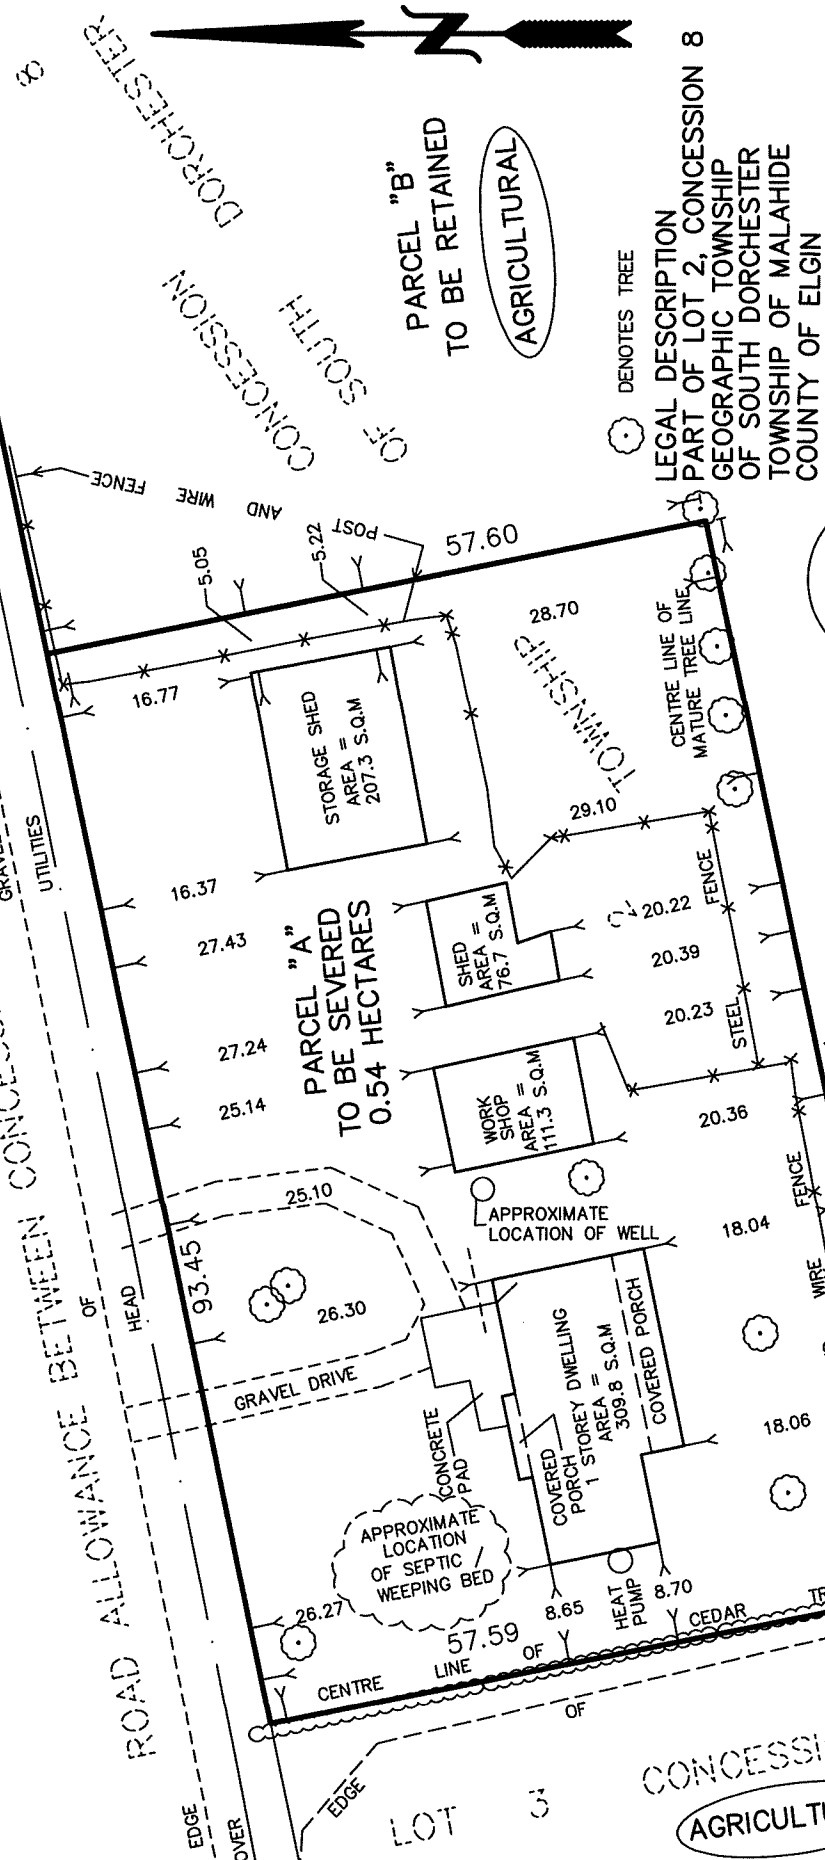 8
DORCHESTER
CONCESSION
OF SOUTH
TOWNSHIP
N
PARCEL "B"
TO BE RETAINED
AGRICULTURAL
DENOTES TREE
LEGAL DESCRIPTION
PART OF LOT 2, CONCESSION 8
GEOGRAPHIC TOWNSHIP
OF SOUTH DORCHESTER
TOWNSHIP OF MALAHIDE
COUNTY OF ELGIN
POST AND WIRE FENCE
5.05
5.22
57.60
28.70
16.77
STORAGE SHED
AREA =
207.3 S.Q.M
CENTRE LINE OF
MATURE TREE LINE
29.10
UTILITIES
16.37
27.43
27.24
25.14
PARCEL "A"
TO BE SEVERED
0.54 HECTARES
SHED
AREA =
76.7 S.Q.M
2
20.22
20.39
20.23
STEEL FENCE
WORK
SHOP
AREA =
111.3 S.Q.M
20.36
25.10
APPROXIMATE
LOCATION OF WELL
18.04
WIRE FENCE
93.45
26.30
GRAVEL DRIVE
HEAD
OF
ROAD ALLOWANCE BETWEEN
CONCRETE
PAD
COVERED
PORCH
1 STOREY DWELLING
AREA =
309.8 S.Q.M
COVERED PORCH
18.06
APPROXIMATE
LOCATION
OF SEPTIC /
WEEPING BED
26.27
57.59
8.65
HEAT
PUMP
8.70
CENTRE LINE OF CEDAR
EDGE
OF
EDGE
LOT 3